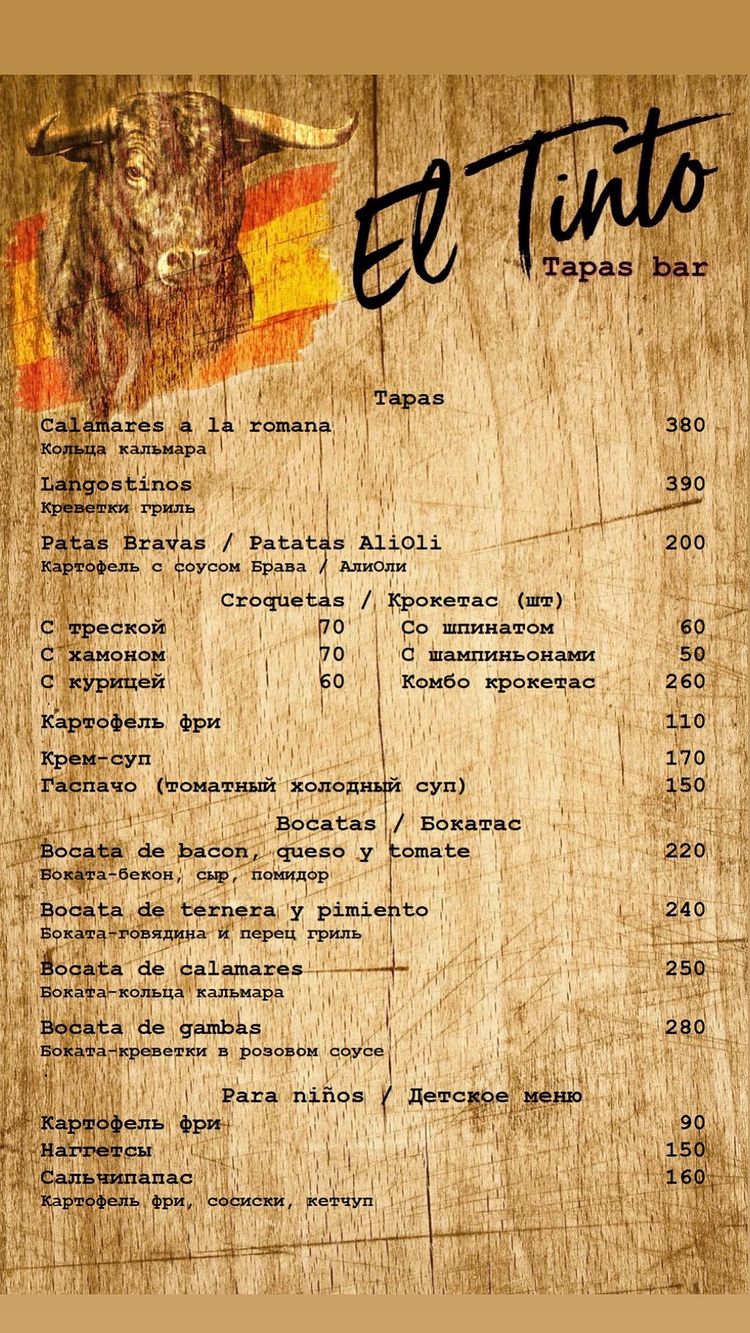 El Tinto
Tapas bar
Tapas
Calamares a la romana 380
Кольца кальмара
Langostinos 390
Креветки гриль
Patas Bravas / Patatas AliOli 200
Картофель с соусом Брава / АлиОли
Croquetas / Крокетас (шт)
С треской 70 Со шпинатом 60
С хамоном 70 С шампиньонами 50
С курицей 60 Комбо крокетас 260
Картофель фри 110
Крем-суп 170
Гаспачо (томатный холодный суп) 150
Bocatas / Бокатас
Bocata de bacon, queso y tomate 220
Боката-бекон, сыр, помидор
Bocata de ternera y pimiento 240
Боката-говядина и перец гриль
Bocata de calamares 250
Боката-кольца кальмара
Bocata de gambas 280
Боката-креветки в розовом соусе
Para niños / Детское меню
Картофель фри 90
Наггетсы 150
Сальчипапас 160
Картофель фри, сосиски, кетчуп